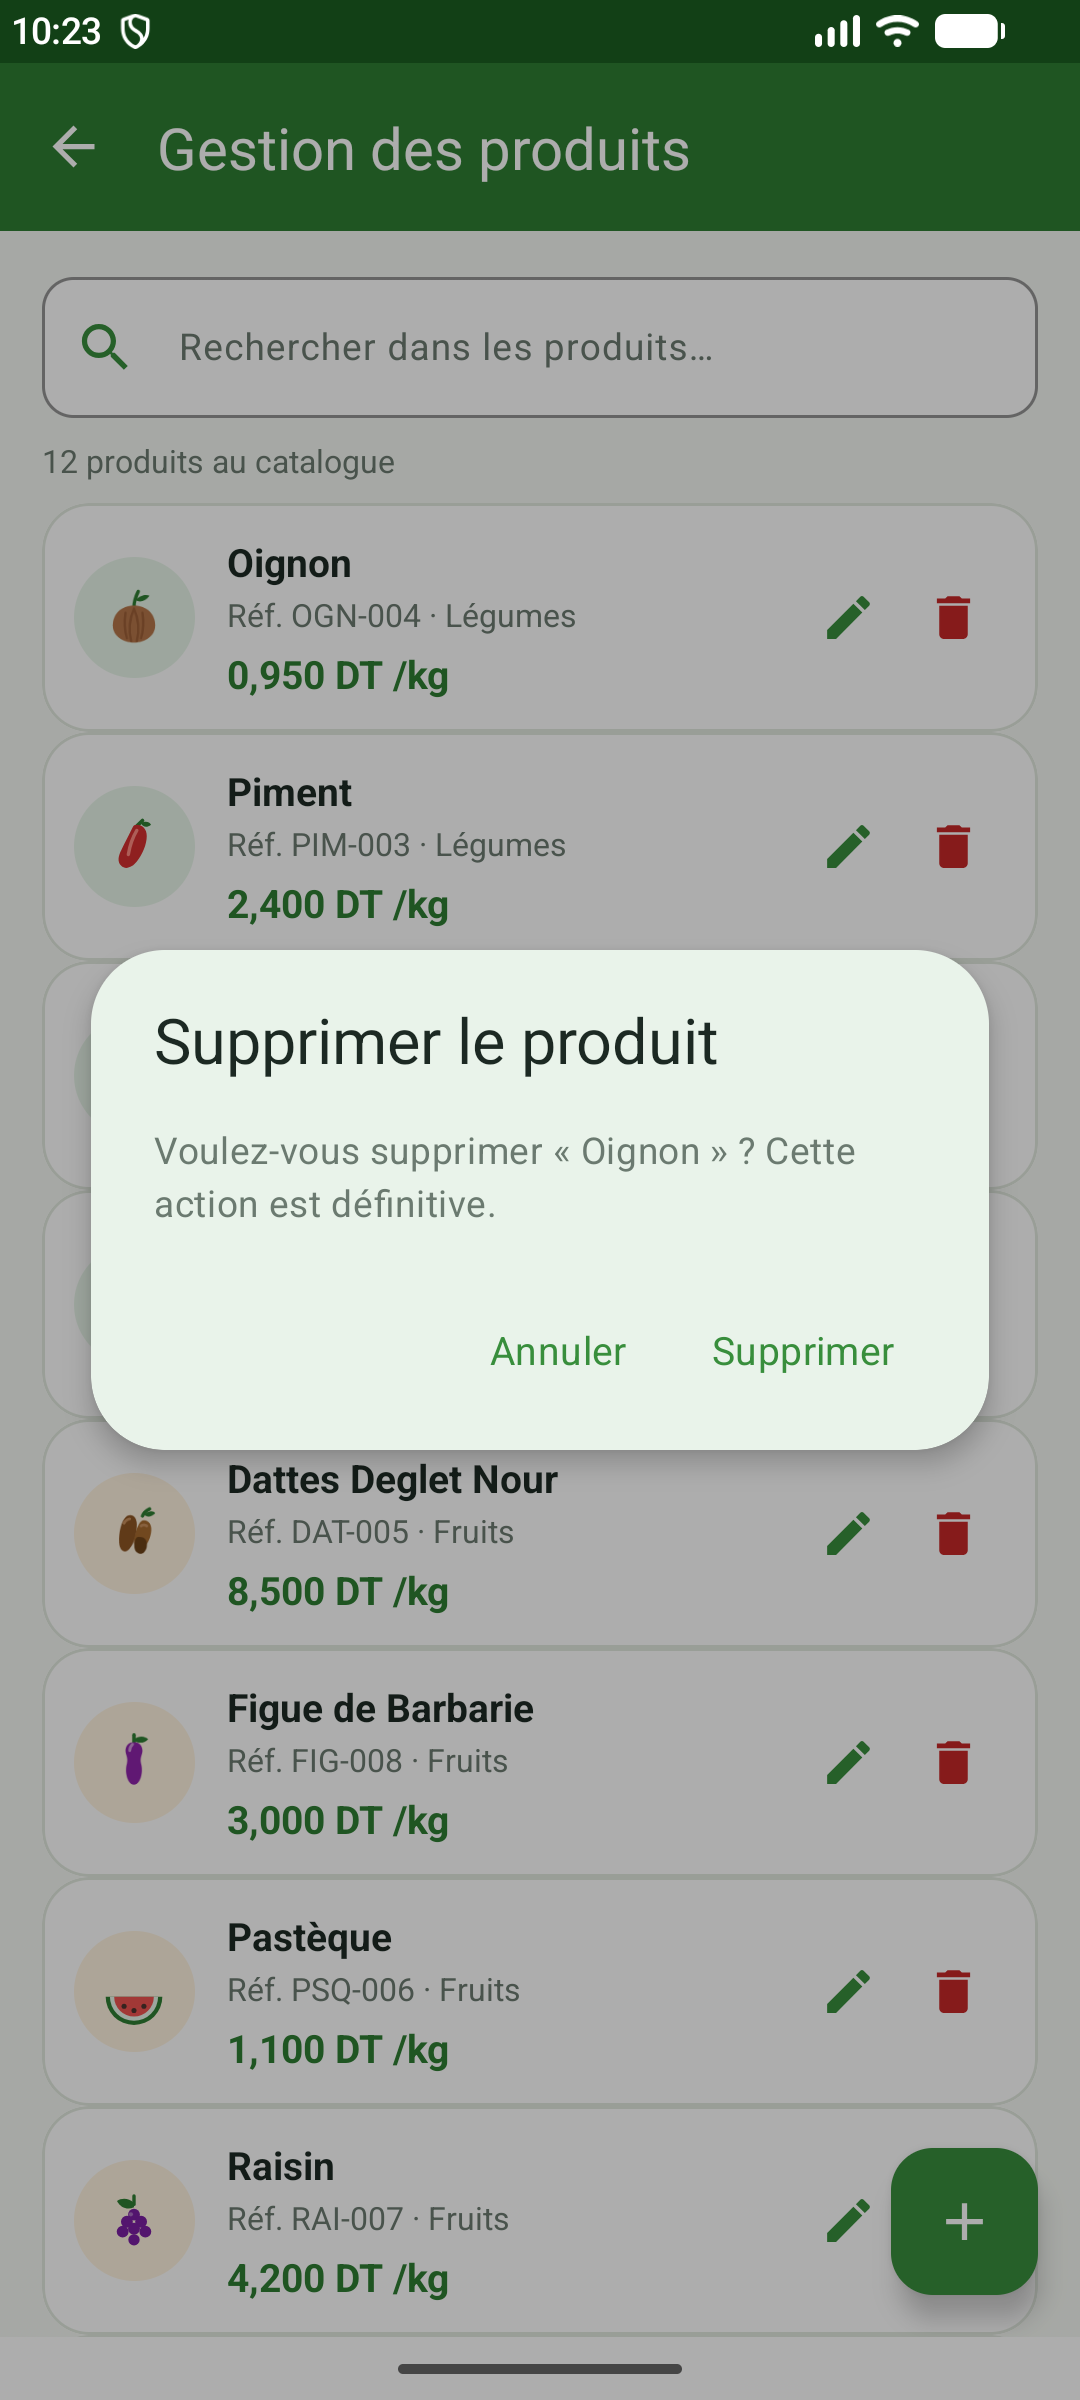 10:23
Gestion des produits
Rechercher dans les produits...
12 produits au catalogue
Oignon
Réf. OGN-004 · Légumes
0,950 DT /kg
Piment
Réf. PIM-003 · Légumes
2,400 DT /kg
Supprimer le produit
Voulez-vous supprimer « Oignon » ? Cette
action est définitive.
Annuler Supprimer
Dattes Deglet Nour
Réf. DAT-005 · Fruits
8,500 DT /kg
Figue de Barbarie
Réf. FIG-008 · Fruits
3,000 DT /kg
Pastèque
Réf. PSQ-006 · Fruits
1,100 DT /kg
Raisin
Réf. RAI-007 · Fruits
4,200 DT /kg